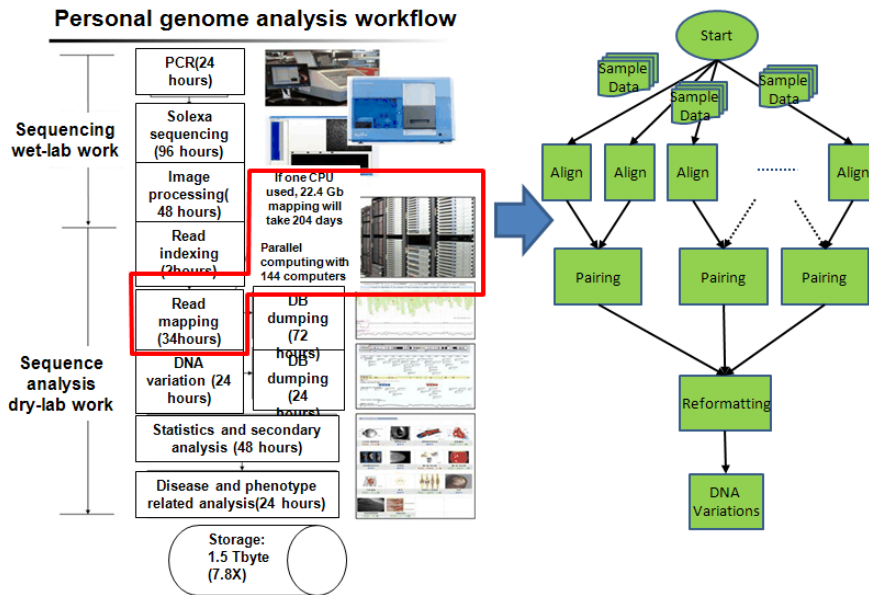 Personal genome analysis workflow
Sequencing
wet-lab work
Sequence
analysis
dry-lab work
PCR(24
hours)
Solexa
sequencing
(96 hours)
Image
processing(
48 hours)
Read
indexing
(2hours)
Read
mapping
(34hours)
DNA
variation (24
hours)
DB
dumping
(72
hours)
DB
dumping
(24
hours)
Statistics and secondary
analysis (48 hours)
Disease and phenotype
related analysis(24 hours)
Storage:
1.5 Tbyte
(7.8X)
If one CPU
used, 22.4 Gb
mapping will
take 204 days
Parallel
computing with
144 computers
Start
Sample
Data
Sample
Data
Sample
Data
Align
Align
Align
........
Align
Pairing
Pairing
Pairing
Reformatting
DNA
Variations